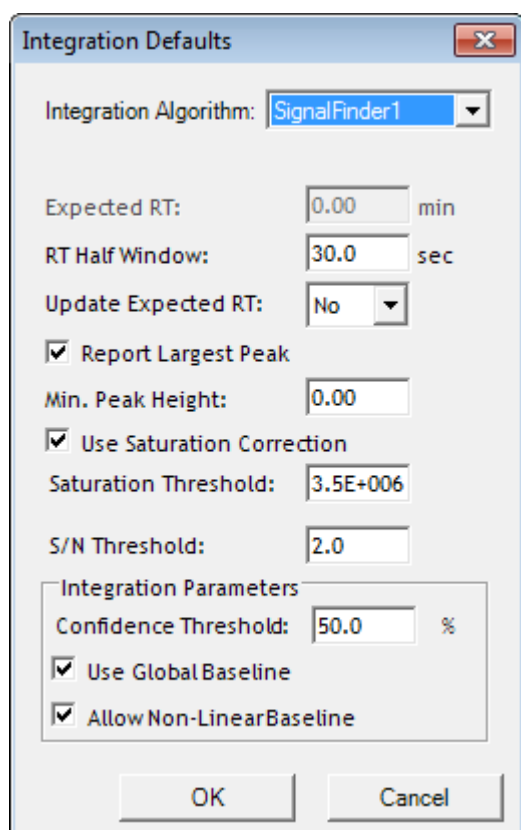 Integration Defaults
Integration Algorithm: SignalFinder1
Expected RT: 0.00 min
RT Half Window: 30.0 sec
Update Expected RT: No
Report Largest Peak
Min. Peak Height: 0.00
Use Saturation Correction
Saturation Threshold: 3.5E+006
S/N Threshold: 2.0
Integration Parameters
Confidence Threshold: 50.0 %
Use Global Baseline
Allow Non-Linear Baseline
OK Cancel